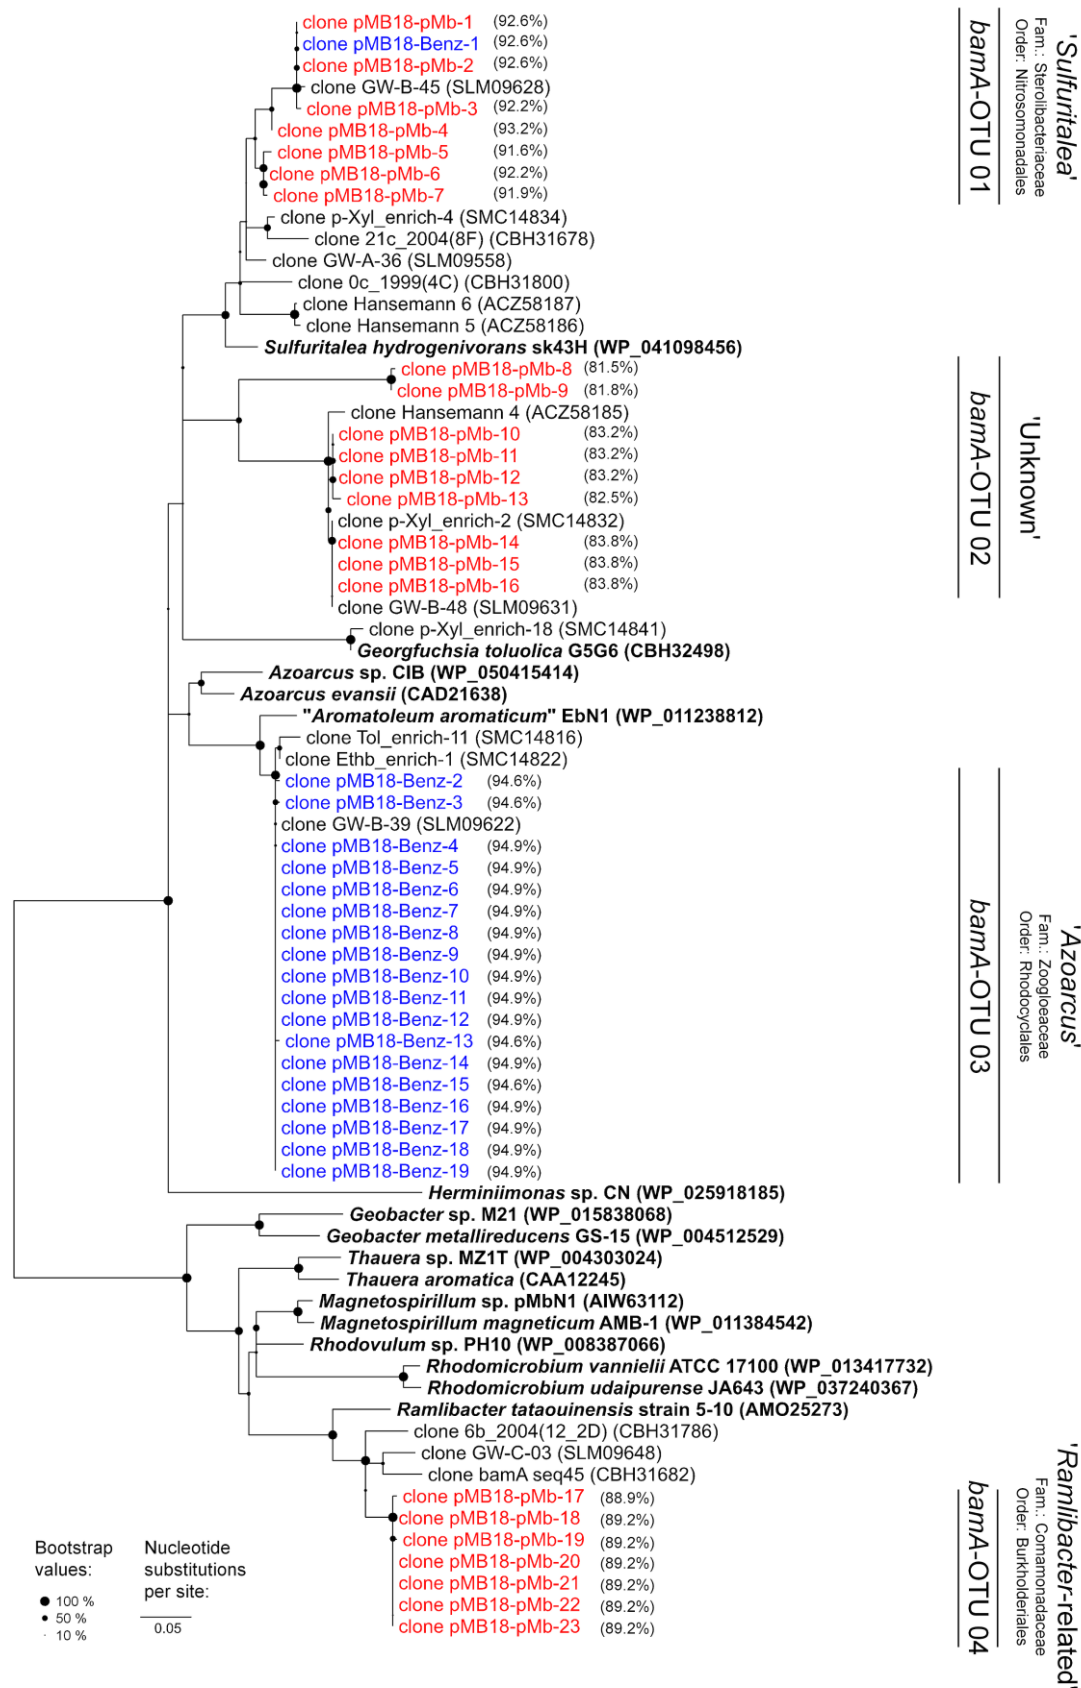 clone pMB18-pMb-1 (92.6%)
clone pMB18-Benz-1 (92.6%)
clone pMB18-pMb-2 (92.6%)
clone GW-B-45 (SLM09628)
clone pMB18-pMb-3 (92.2%)
clone pMB18-pMb-4 (93.2%)
clone pMB18-pMb-5 (91.6%)
clone pMB18-pMb-6 (92.2%)
clone pMB18-pMb-7 (91.9%)
clone p-Xyl_enrich-4 (SMC14834)
clone 21c_2004(8F) (CBH31678)
clone GW-A-36 (SLM09558)
clone 0c_1999(4C) (CBH31800)
clone Hansemann 6 (ACZ58187)
clone Hansemann 5 (ACZ58186)
Sulfuritalea hydrogenivorans sk43H (WP_041098456)
'Sulfuritalea'
Fam.: Sterolibacteriaceae
Order: Nitrosomonadales
bamA-OTU 01
clone pMB18-pMb-8 (81.5%)
clone pMB18-pMb-9 (81.8%)
clone Hansemann 4 (ACZ58185)
clone pMB18-pMb-10 (83.2%)
clone pMB18-pMb-11 (83.2%)
clone pMB18-pMb-12 (83.2%)
clone pMB18-pMb-13 (82.5%)
clone p-Xyl_enrich-2 (SMC14832)
clone pMB18-pMb-14 (83.8%)
clone pMB18-pMb-15 (83.8%)
clone pMB18-pMb-16 (83.8%)
clone GW-B-48 (SLM09631)
'Unknown'
bamA-OTU 02
clone p-Xyl_enrich-18 (SMC14841)
Georgfuchsia toluolica G5G6 (CBH32498)
Azoarcus sp. CIB (WP_050415414)
Azoarcus evansii (CAD21638)
"Aromatoleum aromaticum" EbN1 (WP_011238812)
clone Tol_enrich-11 (SMC14816)
clone Ethb_enrich-1 (SMC14822)
clone pMB18-Benz-2 (94.6%)
clone pMB18-Benz-3 (94.6%)
clone GW-B-39 (SLM09622)
clone pMB18-Benz-4 (94.9%)
clone pMB18-Benz-5 (94.9%)
clone pMB18-Benz-6 (94.9%)
clone pMB18-Benz-7 (94.9%)
clone pMB18-Benz-8 (94.9%)
clone pMB18-Benz-9 (94.9%)
clone pMB18-Benz-10 (94.9%)
clone pMB18-Benz-11 (94.9%)
clone pMB18-Benz-12 (94.9%)
clone pMB18-Benz-13 (94.6%)
clone pMB18-Benz-14 (94.9%)
clone pMB18-Benz-15 (94.6%)
clone pMB18-Benz-16 (94.9%)
clone pMB18-Benz-17 (94.9%)
clone pMB18-Benz-18 (94.9%)
clone pMB18-Benz-19 (94.9%)
'Azoarcus'
Fam.: Zoogloeaceae
Order: Rhodocyclales
bamA-OTU 03
Herminiimonas sp. CN (WP_025918185)
Geobacter sp. M21 (WP_015838068)
Geobacter metallireducens GS-15 (WP_004512529)
Thauera sp. MZ1T (WP_004303024)
Thauera aromatica (CAA12245)
Magnetospirillum sp. pMbN1 (AIW63112)
Magnetospirillum magneticum AMB-1 (WP_011384542)
Rhodovulum sp. PH10 (WP_008387066)
Rhodomicrobium vannielii ATCC 17100 (WP_013417732)
Rhodomicrobium udaipurense JA643 (WP_037240367)
Ramlibacter tataouinensis strain 5-10 (AMO25273)
clone 6b_2004(12_2D) (CBH31786)
clone GW-C-03 (SLM09648)
clone bamA seq45 (CBH31682)
clone pMB18-pMb-17 (88.9%)
clone pMB18-pMb-18 (89.2%)
clone pMB18-pMb-19 (89.2%)
clone pMB18-pMb-20 (89.2%)
clone pMB18-pMb-21 (89.2%)
clone pMB18-pMb-22 (89.2%)
clone pMB18-pMb-23 (89.2%)
'Ramlibacter-related'
Fam.: Comamonadaceae
Order: Burkholderiales
bamA-OTU 04
Bootstrap
values:
100 %
50 %
10 %
Nucleotide
substitutions
per site:
0.05